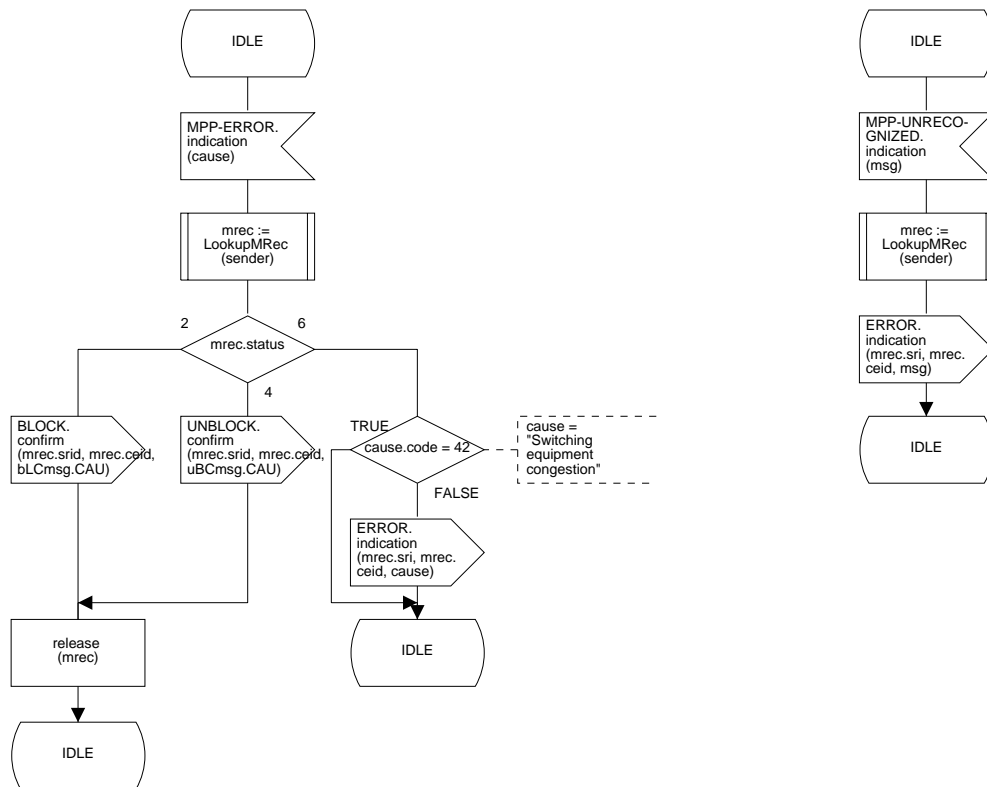 IDLE
MPP-ERROR.
indication
(cause)
mrec :=
LookupMRec
(sender)
2
6
mrec.status
4
BLOCK.
confirm
(mrec.srid, mrec.ceid,
bLCmsg.CAU)
UNBLOCK.
confirm
(mrec.srid, mrec.ceid,
uBCmsg.CAU)
TRUE
cause.code = 42
cause =
"Switching
equipment
congestion"
FALSE
ERROR.
indication
(mrec.sri, mrec.
ceid, cause)
release
(mrec)
IDLE
IDLE
IDLE
MPP-UNRECO-
GNIZED.
indication
(msg)
mrec :=
LookupMRec
(sender)
ERROR.
indication
(mrec.sri, mrec.
ceid, msg)
IDLE